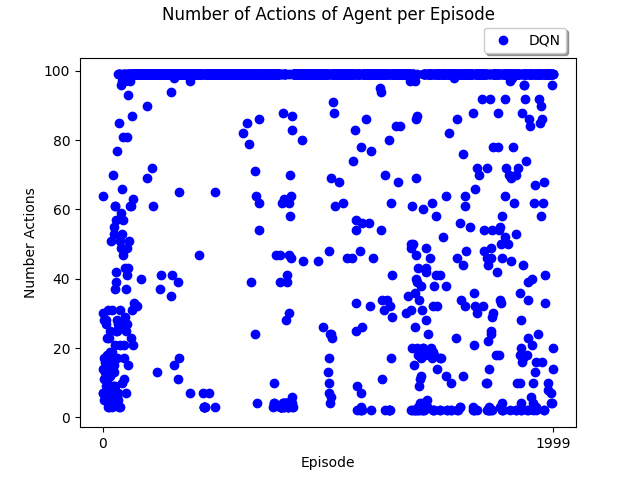 Number of Actions of Agent per Episode
DQN
100
80
60
40
20
0
Number Actions
0
1999
Episode